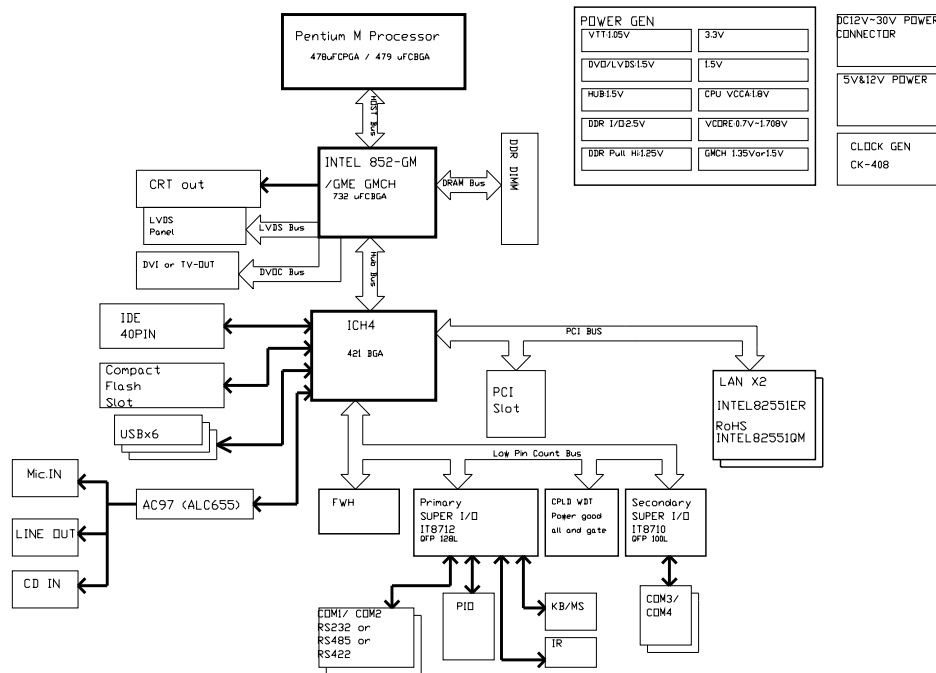 Pentium M Processor
478uFCPGA / 479 uFCBGA
HOST Bus
INTEL 852-GM
/GME GMCH
732 uFCBGA
DRAM Bus
DDR DIMM
CRT out
LVDS
Panel
LVDS Bus
DVI or TV-OUT
DVOC Bus
Hub Bus
POWER GEN
VTT:1.05V
3.3V
DVO/LVDS:1.5V
1.5V
HUB:1.5V
CPU VCCA:1.8V
DDR I/O:2.5V
VCORE:0.7V~1.708V
DDR Pull Hi:1.25V
GMCH 1.35Vor1.5V
DC12V~30V POWER
CONNECTOR
5V&12V POWER
CLOCK GEN
CK-408
IDE
40PIN
ICH4
421 BGA
PCI BUS
Compact
Flash
Slot
USBx6
PCI
Slot
LAN X2
INTEL82551ER
RoHS
INTEL82551QM
Low Pin Count Bus
Mic.IN
AC97 (ALC655)
LINE OUT
CD IN
FWH
Primary
SUPER I/O
IT8712
QFP 128L
CPLD WDT
Power good
all and gate
Secondary
SUPER I/O
IT8710
QFP 100L
COM1/ COM2
RS232 or
RS485 or
RS422
PIO
KB/MS
IR
COM3/
COM4